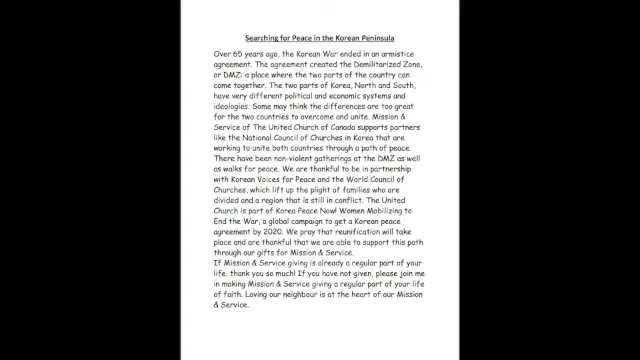 Searching for Peace in the Korean Peninsula
Over 65 years ago, the Korean War ended in an armistice
agreement. The agreement created the Demilitarized Zone,
or DMZ: a place where the two parts of the country can
come together. The two parts of Korea, North and South,
have very different political and economic systems and
ideologies. Some may think the differences are too great
for the two countries to overcome and unite. Mission &
Service of The United Church of Canada supports partners
like the National Council of Churches in Korea that are
working to unite both countries through a path of peace.
There have been non-violent gatherings at the DMZ as well
as walks for peace. We are thankful to be in partnership
with Korean Voices for Peace and the World Council of
Churches, which lift up the plight of families who are
divided and a region that is still in conflict. The United
Church is part of Korea Peace Now! Women Mobilizing to
End the War, a global campaign to get a Korean peace
agreement by 2020. We pray that reunification will take
place and are thankful that we are able to support this path
through our gifts for Mission & Service.
If Mission & Service giving is already a regular part of your
life, thank you so much! If you have not given, please join me
in making Mission & Service giving a regular part of your life
of faith. Loving our neighbour is at the heart of our Mission
& Service.